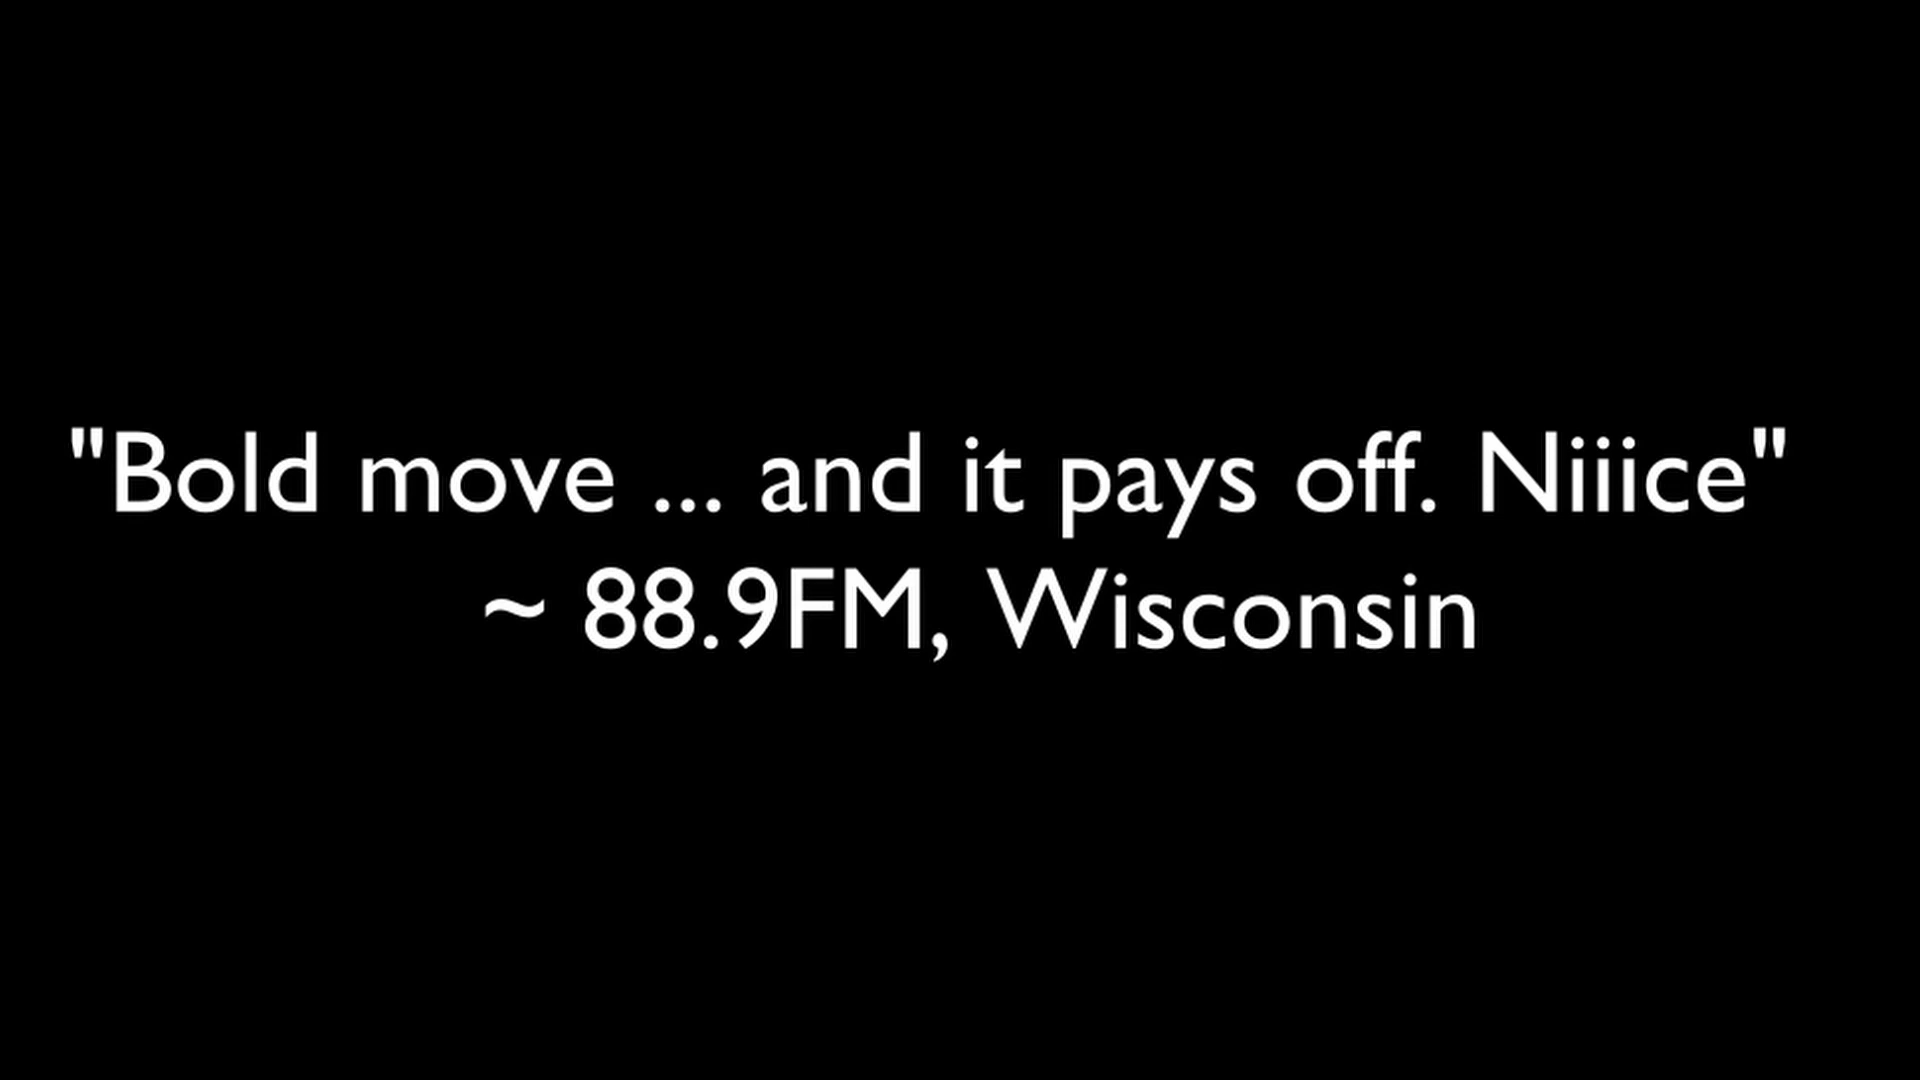 "Bold move ... and it pays off. Niiice"
~ 88.9FM, Wisconsin